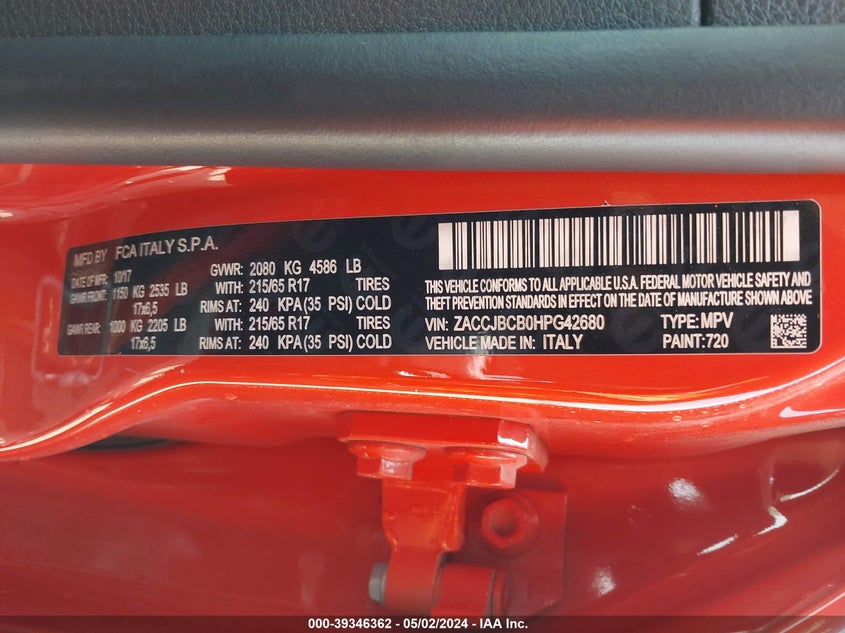 MFD BY FCA ITALY S.P.A.
DATE OF MFR: 10/17 GVWR: 2080 KG 4586 LB
GAWR FRONT: 1150 KG 2535 LB WITH 215/65 R17 TIRES
17x6,5 RIMS AT: 240 KPA (35 PSI) COLD
GAWR REAR: 1000 KG 2205 LB WITH 215/65 R17 TIRES
17x6,5 RIMS AT: 240 KPA (35 PSI) COLD
THIS VEHICLE CONFORMS TO ALL APPLICABLE U.S.A. FEDERAL MOTOR VEHICLE SAFETY AND
THEFT PREVENTION STANDARDS IN EFFECT ON THE DATE OF MANUFACTURE SHOWN ABOVE.
VIN: ZACCJBCB0HPG42680 TYPE: MPV
VEHICLE MADE IN: ITALY PAINT: 720
000-39346362 - 05/02/2024 - IAA Inc.